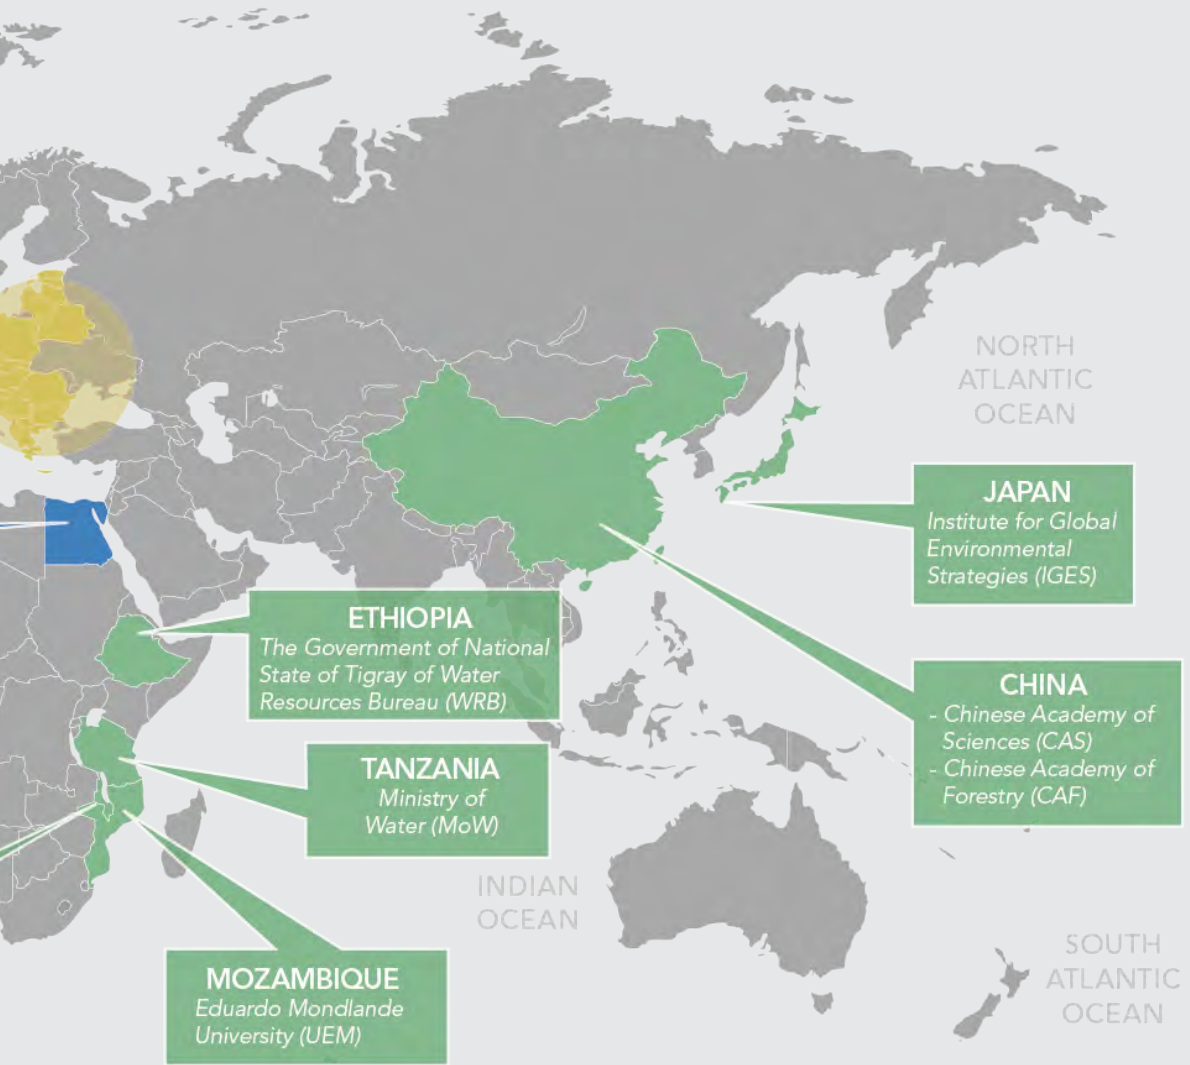 NORTH
ATLANTIC
OCEAN
JAPAN
Institute for Global
Environmental
Strategies (IGES)
ETHIOPIA
The Government of National
State of Tigray of Water
Resources Bureau (WRB)
CHINA
- Chinese Academy of
Sciences (CAS)
- Chinese Academy of
Forestry (CAF)
TANZANIA
Ministry of
Water (MoW)
INDIAN
OCEAN
SOUTH
ATLANTIC
OCEAN
MOZAMBIQUE
Eduardo Mondlande
University (UEM)